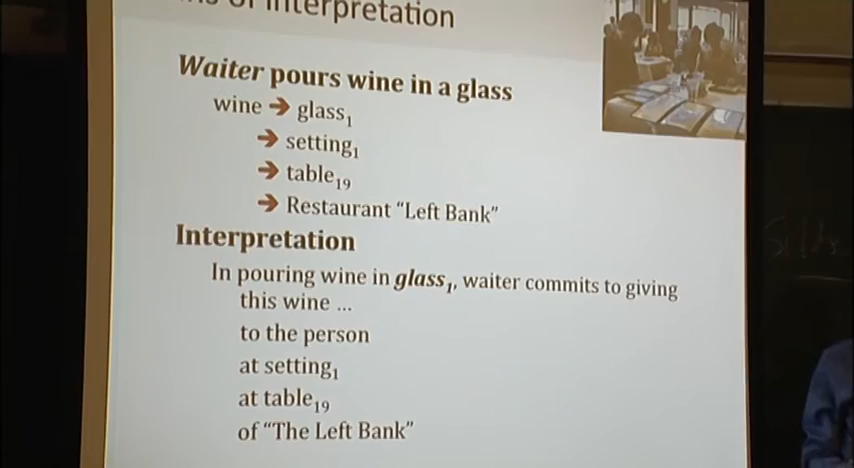 of Interpretation
Waiter pours wine in a glass
wine → glass₁
→ setting₁
→ table₁₉
→ Restaurant “Left Bank”
Interpretation
In pouring wine in glass₁, waiter commits to giving
this wine ...
to the person
at setting₁
at table₁₉
of “The Left Bank”